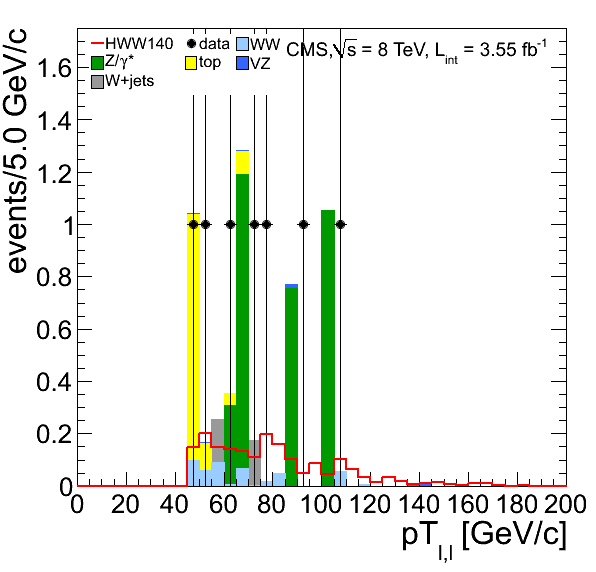 HWW140 data WW
Z/γ* top VZ
W+jets
CMS,√s = 8 TeV, L_int = 3.55 fb⁻¹
events/5.0 GeV/c
1.6
1.4
1.2
1
0.8
0.6
0.4
0.2
0
0 20 40 60 80 100 120 140 160 180 200
pT_l,l [GeV/c]